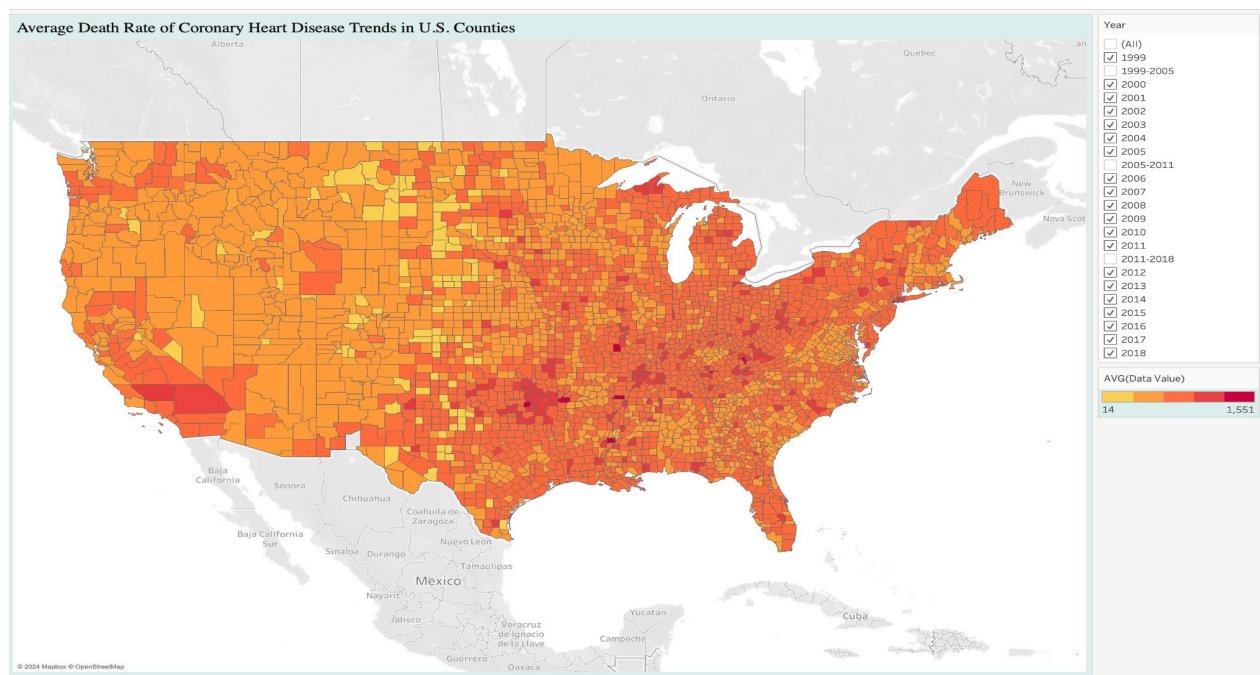 Average Death Rate of Coronary Heart Disease Trends in U.S. Counties
Alberta
Quebec
an
Ontario
New
Brunswick
Nova Scot
Baja
California
Sonora
Chihuahua
Coahuila de
Zaragoza
Baja California
Sur
Nuevo León
Sinaloa
Durango
Tamaulipas
Mexico
Nayarit
Jalisco
Yucatán
Veracruz
de Ignacio
de la Llave
Campeche
Cuba
Guerrero
Oaxaca
© 2024 Mapbox © OpenStreetMap
Year
(All)
1999
1999-2005
2000
2001
2002
2003
2004
2005
2005-2011
2006
2007
2008
2009
2010
2011
2011-2018
2012
2013
2014
2015
2016
2017
2018
AVG(Data Value)
14 1,551